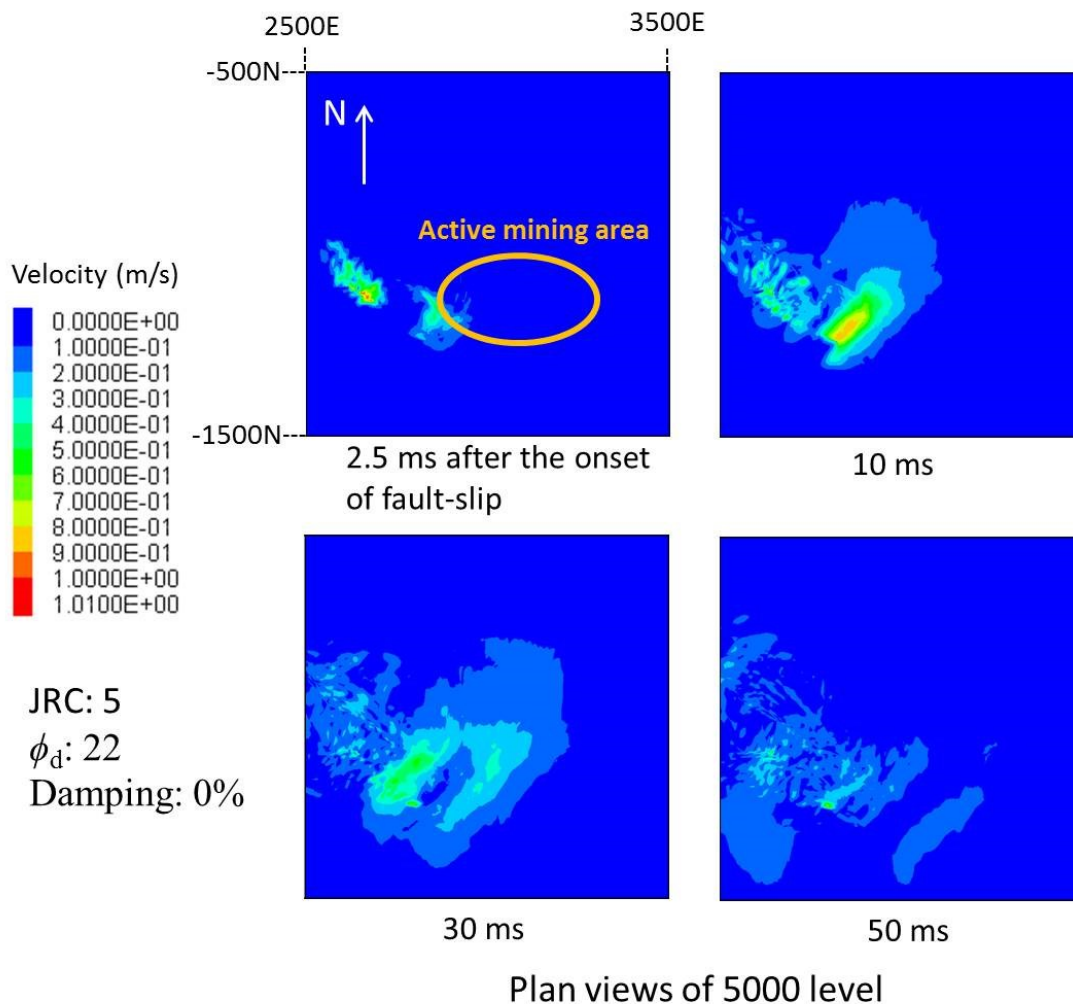 2500E
3500E
-500N---
N
Active mining area
-1500N---
2.5 ms after the onset
of fault-slip
10 ms
Velocity (m/s)
0.0000E+00
1.0000E-01
2.0000E-01
3.0000E-01
4.0000E-01
5.0000E-01
6.0000E-01
7.0000E-01
8.0000E-01
9.0000E-01
1.0000E+00
1.0100E+00
JRC: 5
ϕd: 22
Damping: 0%
30 ms
50 ms
Plan views of 5000 level